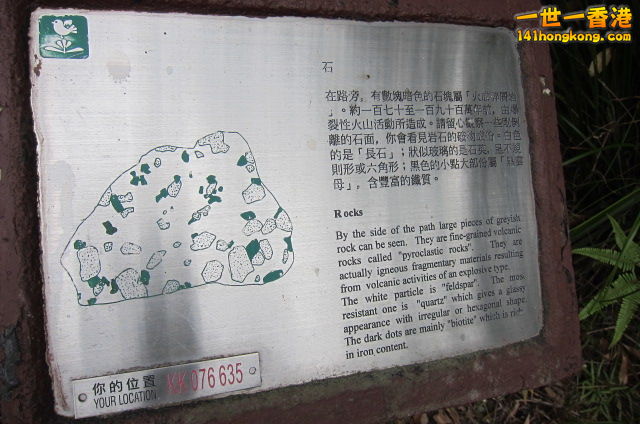 一世一香港
141hongkong.com
石
在路旁，有數塊暗色的石塊屬「火山碎屑岩
」。約一百七十至一百九十百萬年前，由爆
裂性火山活動所造成。請留心觀察一些剝
離的石面，你會看見岩石的礦物成份。白色
的是「長石」；狀似玻璃的是石英，呈不規
則形或六角形；黑色的小點大部份屬「黑雲
母」，含豐富的鐵質。
Rocks
By the side of the path large pieces of greyish
rock can be seen. They are fine-grained volcanic
rocks called "pyroclastic rocks". They are
actually igneous fragmentary materials resulting
from volcanic activities of an explosive type.
The white particle is "feldspar". The most
resistant one is "quartz" which gives a glassy
appearance with irregular or hexagonal shape.
The dark dots are mainly "biotite" which is rich
in iron content.
你的位置
YOUR LOCATION
KK 076 635